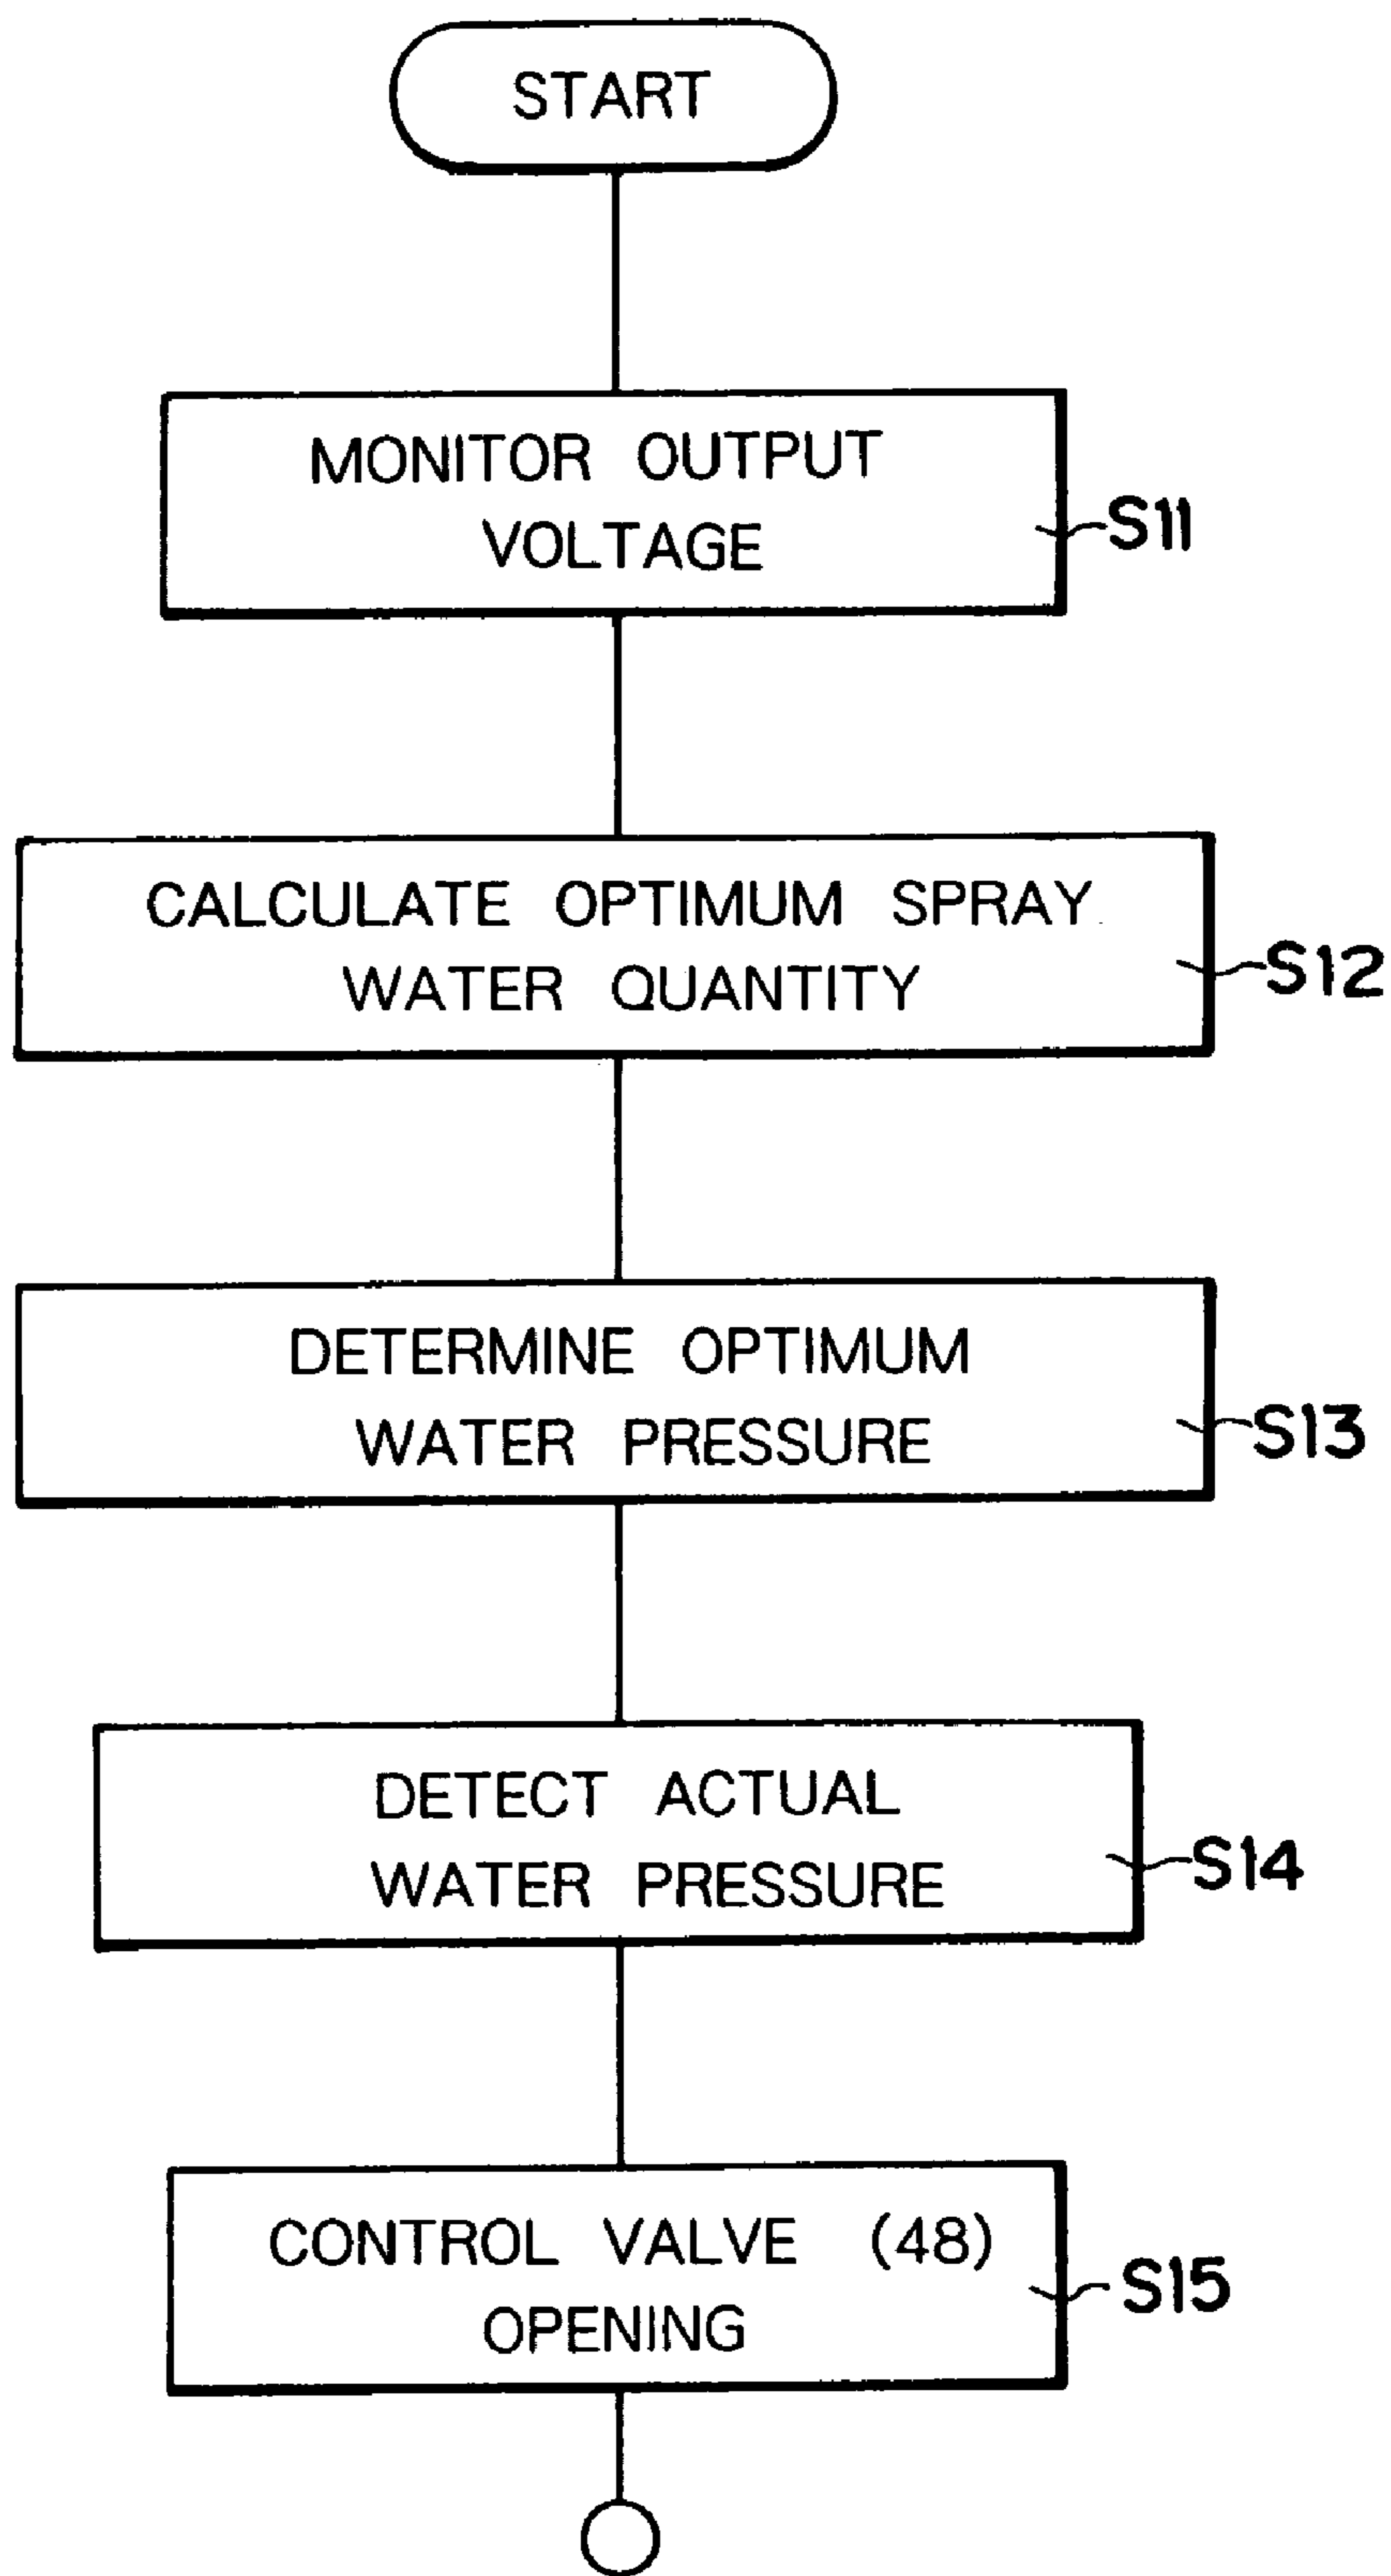 START
MONITOR OUTPUT
VOLTAGE
S11
CALCULATE OPTIMUM SPRAY
WATER QUANTITY
S12
DETERMINE OPTIMUM
WATER PRESSURE
S13
DETECT ACTUAL
WATER PRESSURE
S14
CONTROL VALVE (48)
OPENING
S15